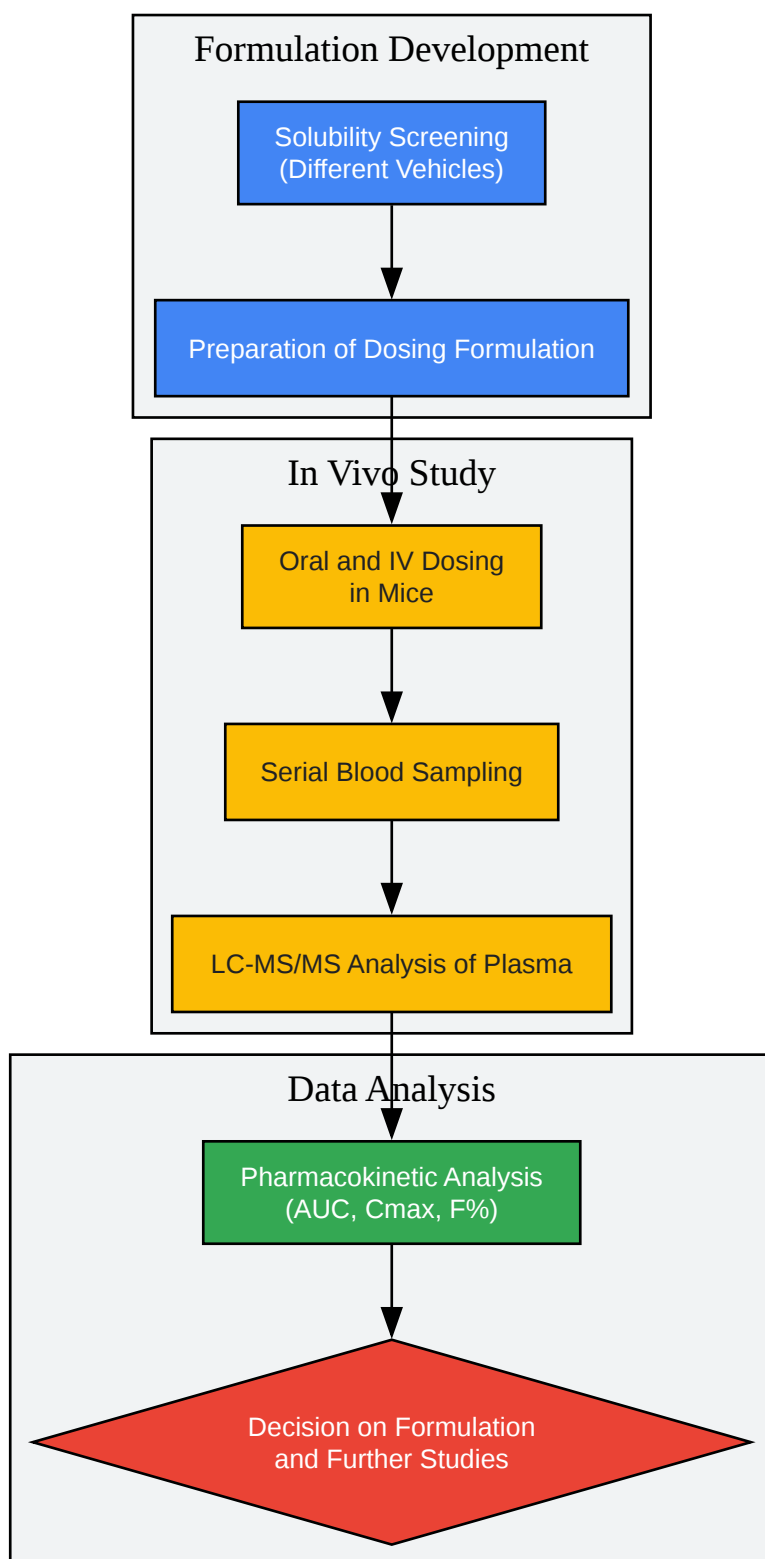 Formulation Development
Solubility Screening
(Different Vehicles)
Preparation of Dosing Formulation
In Vivo Study
Oral and IV Dosing
in Mice
Serial Blood Sampling
LC-MS/MS Analysis of Plasma
Data Analysis
Pharmacokinetic Analysis
(AUC, Cmax, F%)
Decision on Formulation
and Further Studies